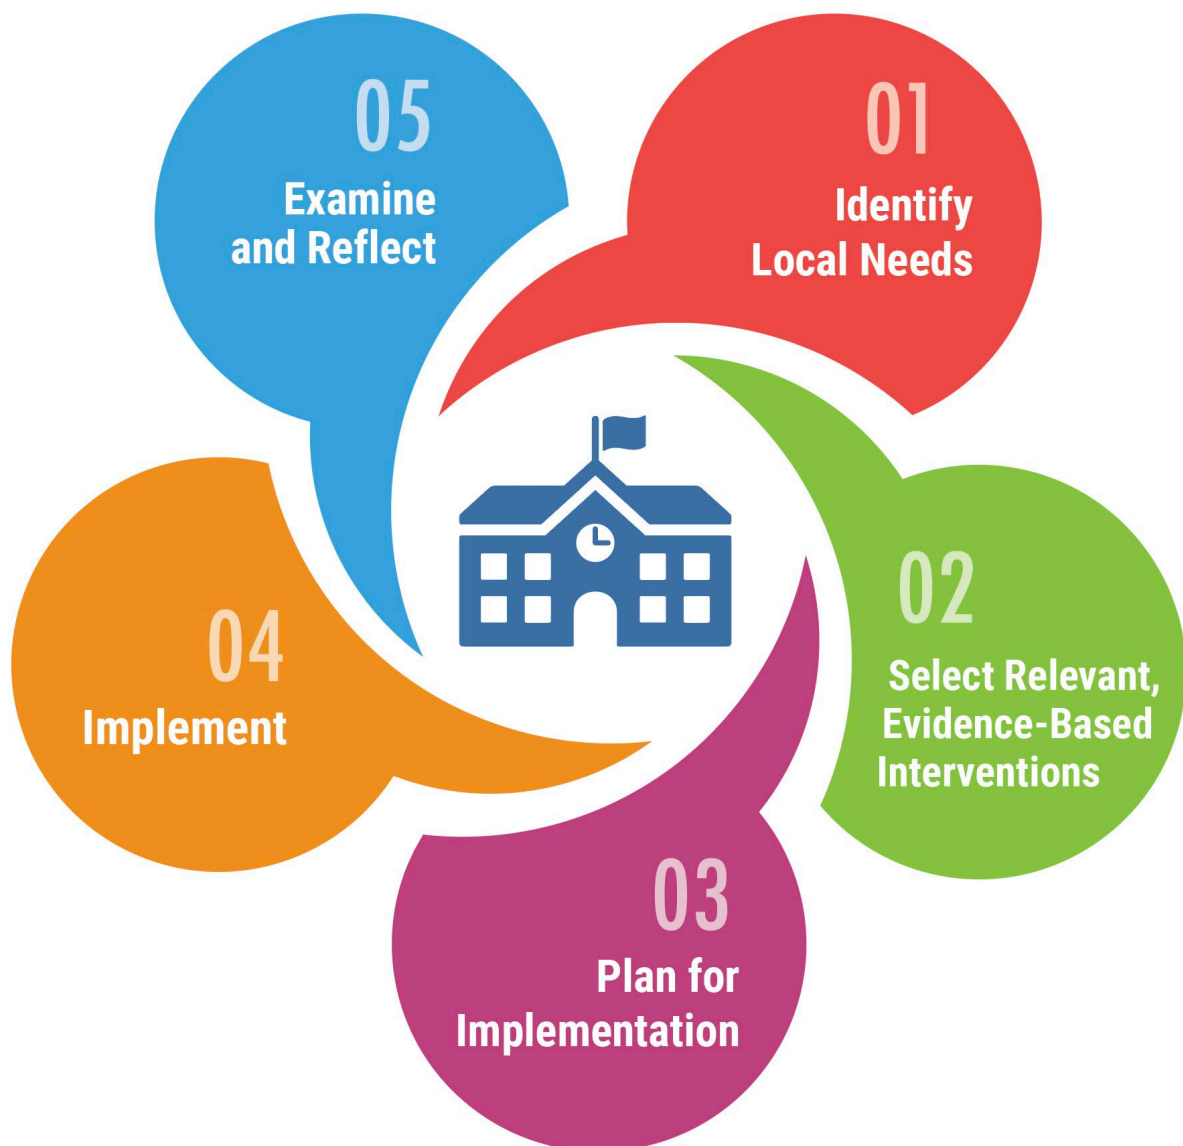 01
Identify
Local Needs
02
Select Relevant,
Evidence-Based
Interventions
03
Plan for
Implementation
04
Implement
05
Examine
and Reflect